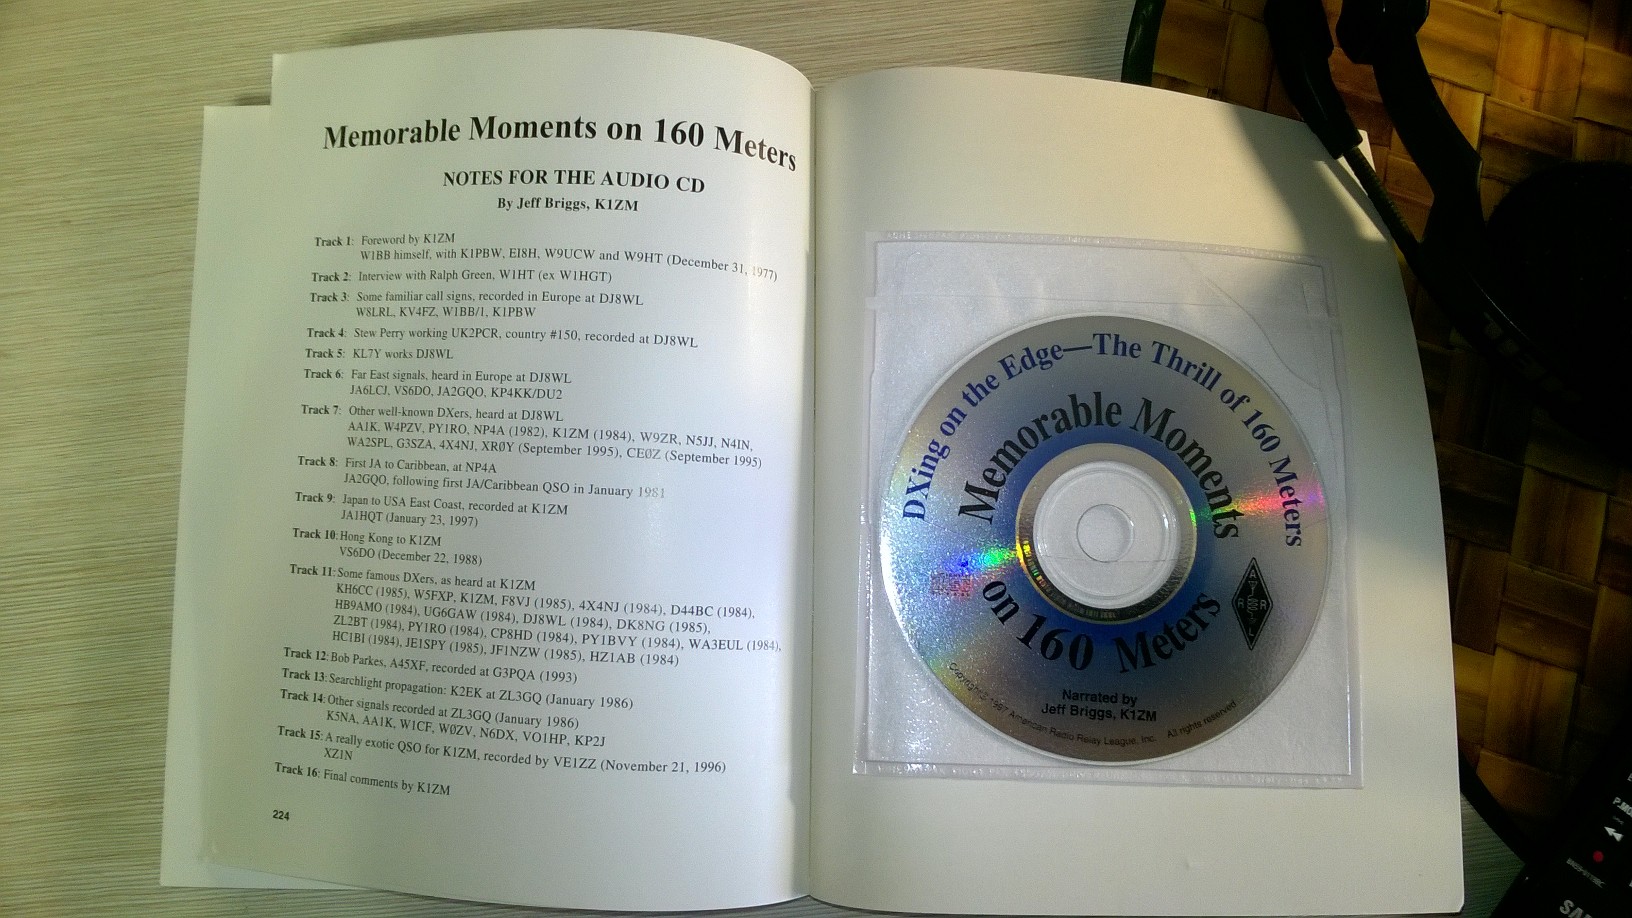 Memorable Moments on 160 Meters
NOTES FOR THE AUDIO CD
By Jeff Briggs, K1ZM
Track 1: Foreword by K1ZM
W1BB himself, with K1PBW, EI8H, W9UCW and W9HT (December 31, 1977)
Track 2: Interview with Ralph Green, W1HT (ex W1HGT)
Track 3: Some familiar call signs, recorded in Europe at DJ8WL
W8LRL, KV4FZ, W1BB/1, K1PBW
Track 4: Stew Perry working UK2PCR, country #150, recorded at DJ8WL
Track 5: KL7Y works DJ8WL
Track 6: Far East signals, heard in Europe at DJ8WL
JA6LCJ, VS6DO, JA2GQO, KP4KK/DU2
Track 7: Other well-known DXers, heard at DJ8WL
AA1K, W4PZV, PY1RO, NP4A (1982), K1ZM (1984), W9ZR, N5JJ, N4IN,
WA2SPL, G3SZA, 4X4NJ, XRØY (September 1995), CEØZ (September 1995)
Track 8: First JA to Caribbean, at NP4A
JA2GQO, following first JA/Caribbean QSO in January 1981
Track 9: Japan to USA East Coast, recorded at K1ZM
JA1HQT (January 23, 1997)
Track 10: Hong Kong to K1ZM
VS6DO (December 22, 1988)
Track 11: Some famous DXers, as heard at K1ZM
KH6CC (1985), W5FXP, K1ZM, F8VJ (1985), 4X4NJ (1984), D44BC (1984),
HB9AMO (1984), UG6GAW (1984), DJ8WL (1984), DK8NG (1985),
ZL2BT (1984), PY1RO (1984), CP8HD (1984), PY1BVY (1984), WA3EUL (1984),
HC1BI (1984), JE1SPY (1985), JF1NZW (1985), HZ1AB (1984)
Track 12: Bob Parkes, A45XF, recorded at G3PQA (1993)
Track 13: Searchlight propagation: K2EK at ZL3GQ (January 1986)
Track 14: Other signals recorded at ZL3GQ (January 1986)
K5NA, AA1K, W1CF, WØZV, N6DX, VO1HP, KP2J
Track 15: A really exotic QSO for K1ZM, recorded by VE1ZZ (November 21, 1996)
XZ1N
Track 16: Final comments by K1ZM
224
DXing on the Edge—The Thrill of 160 Meters
Memorable Moments
on 160 Meters
A
R R
L
Narrated by
Jeff Briggs, K1ZM
Copyright © 1997 American Radio Relay League, Inc. All rights reserved